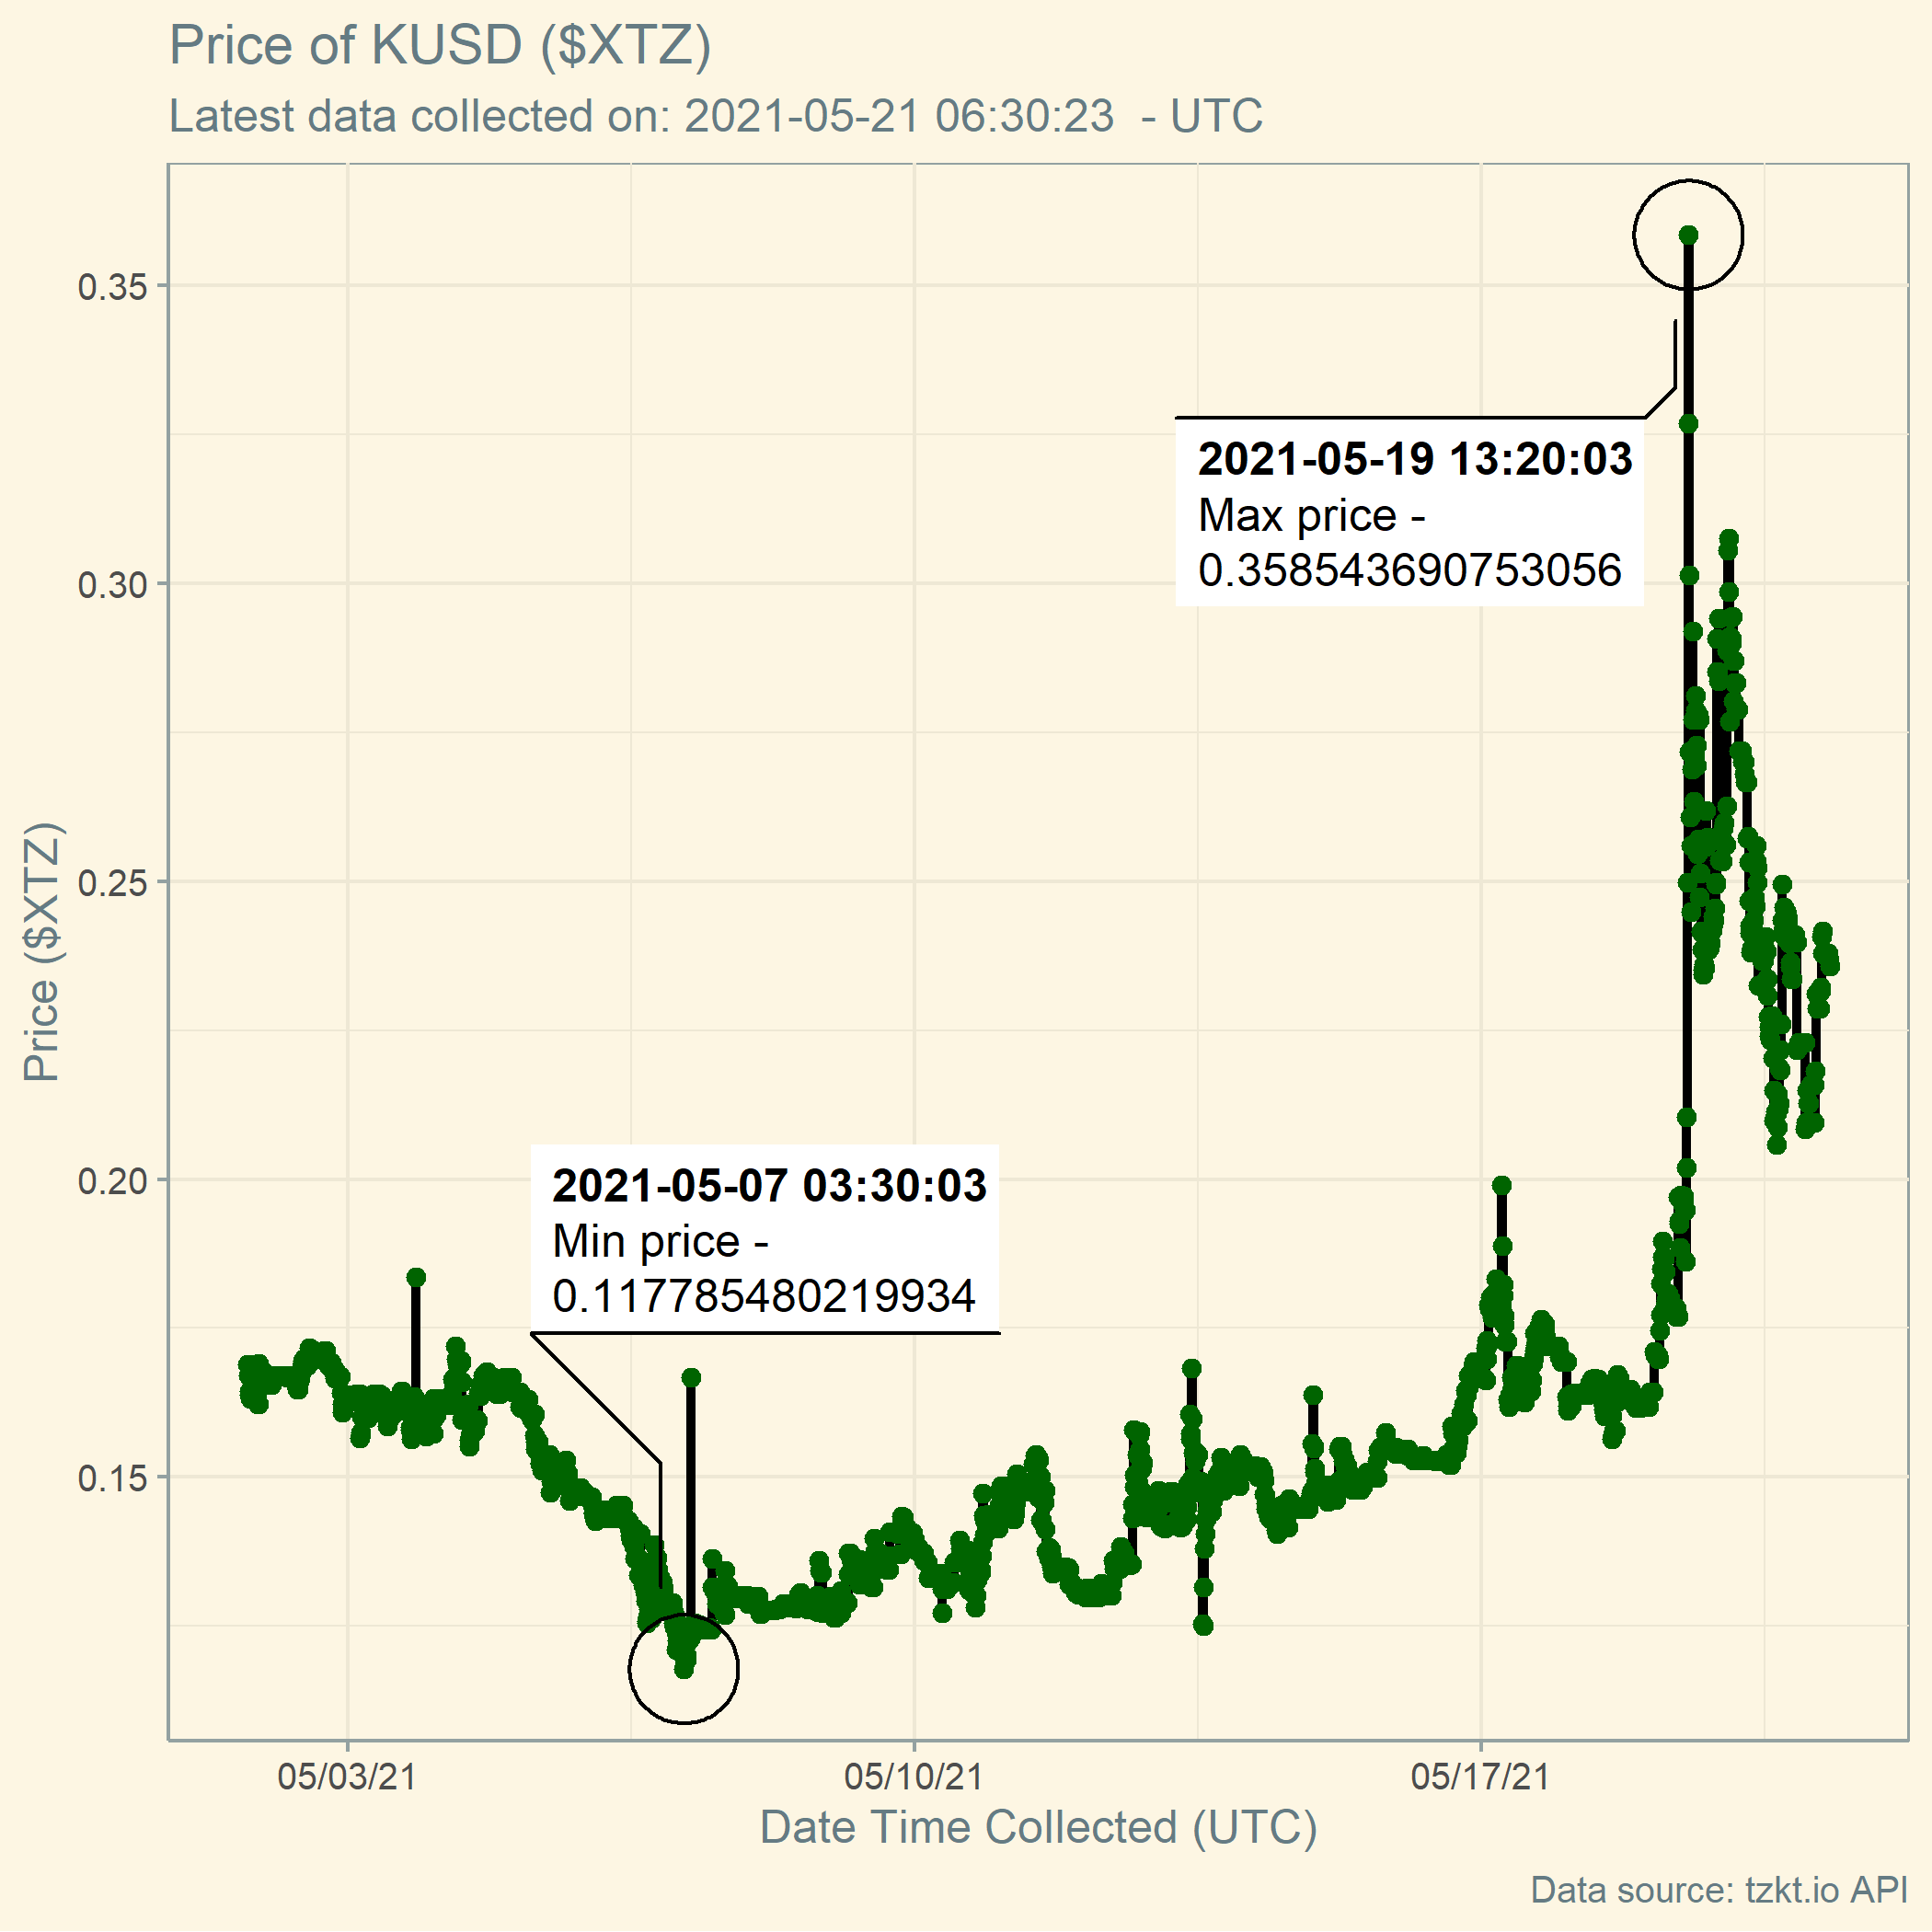 Price of KUSD ($XTZ)
Latest data collected on: 2021-05-21 06:30:23  - UTC
Price ($XTZ)
0.35
0.30
0.25
0.20
0.15
2021-05-19 13:20:03
Max price -
0.358543690753056
2021-05-07 03:30:03
Min price -
0.117785480219934
05/03/21
05/10/21
05/17/21
Date Time Collected (UTC)
Data source: tzkt.io API